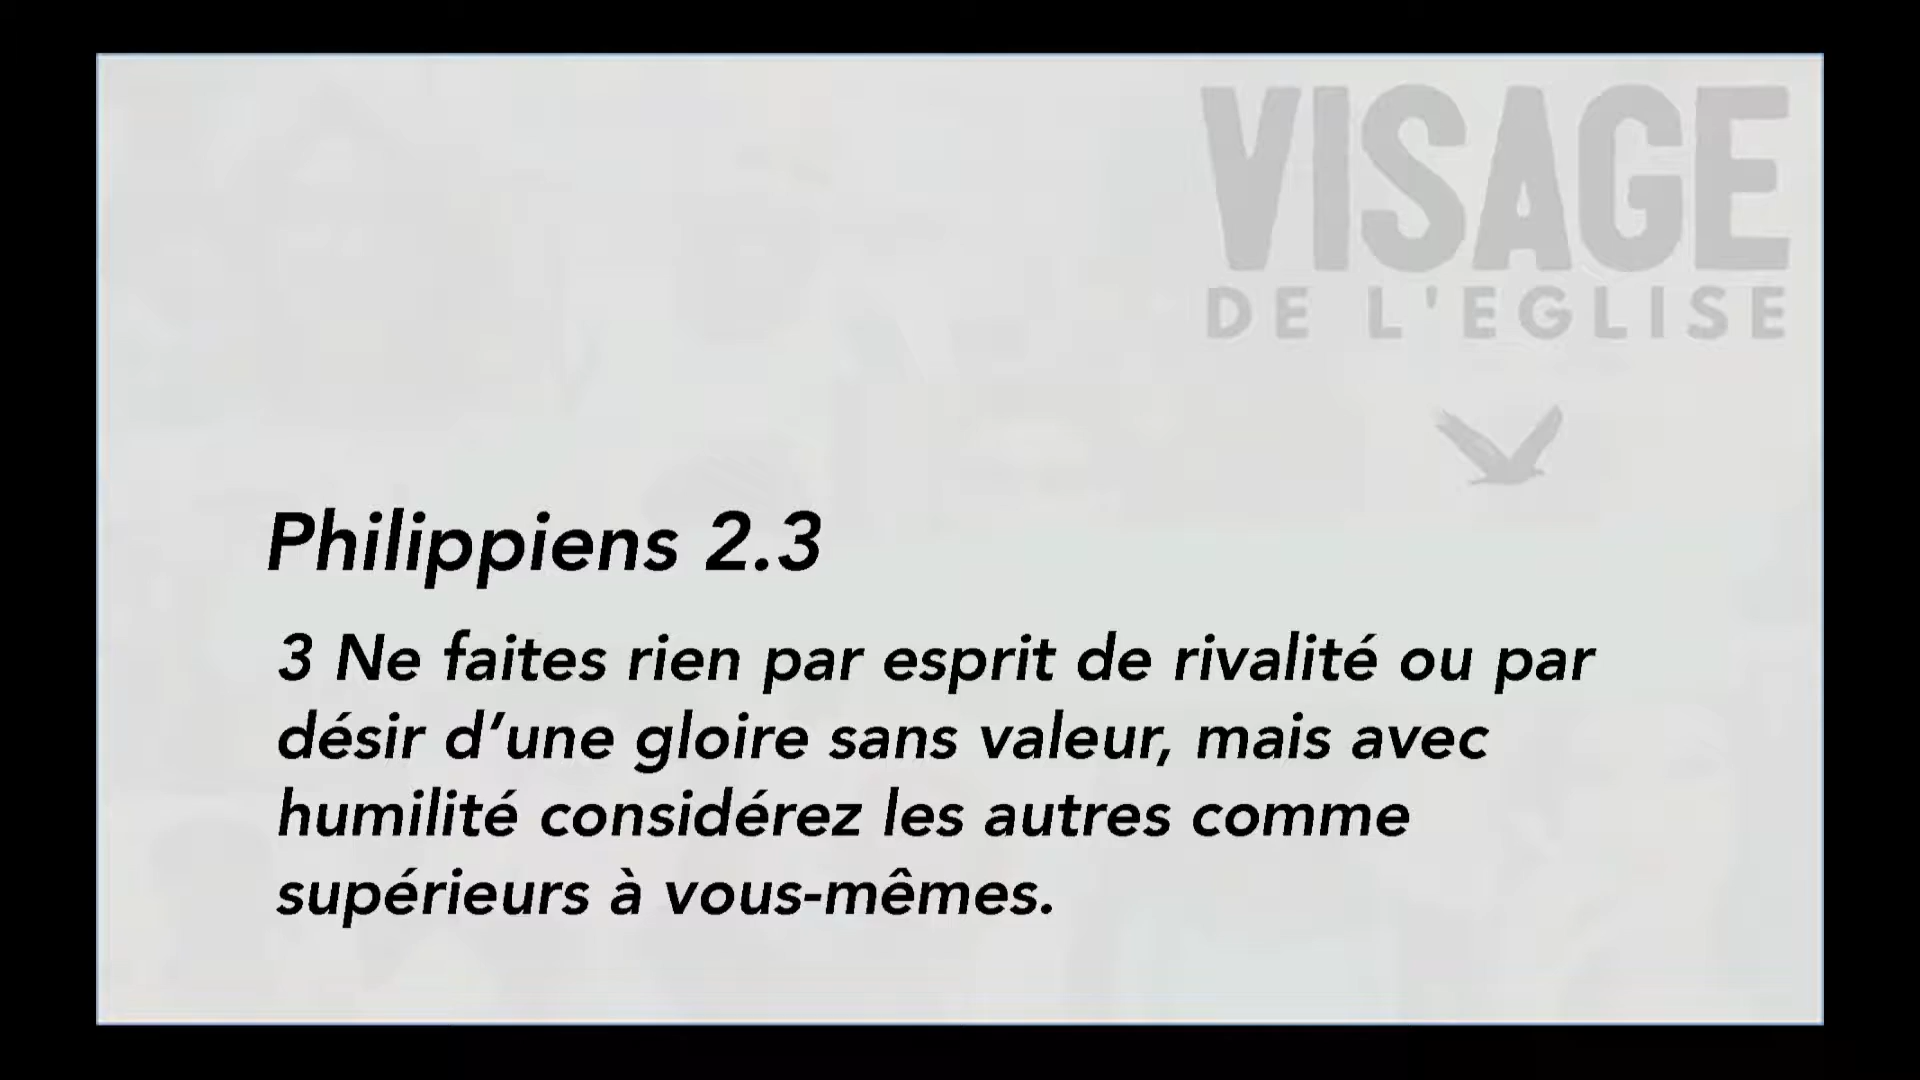 VISAGE
DE L'EGLISE
Philippiens 2.3
3 Ne faites rien par esprit de rivalité ou par
désir d’une gloire sans valeur, mais avec
humilité considérez les autres comme
supérieurs à vous-mêmes.